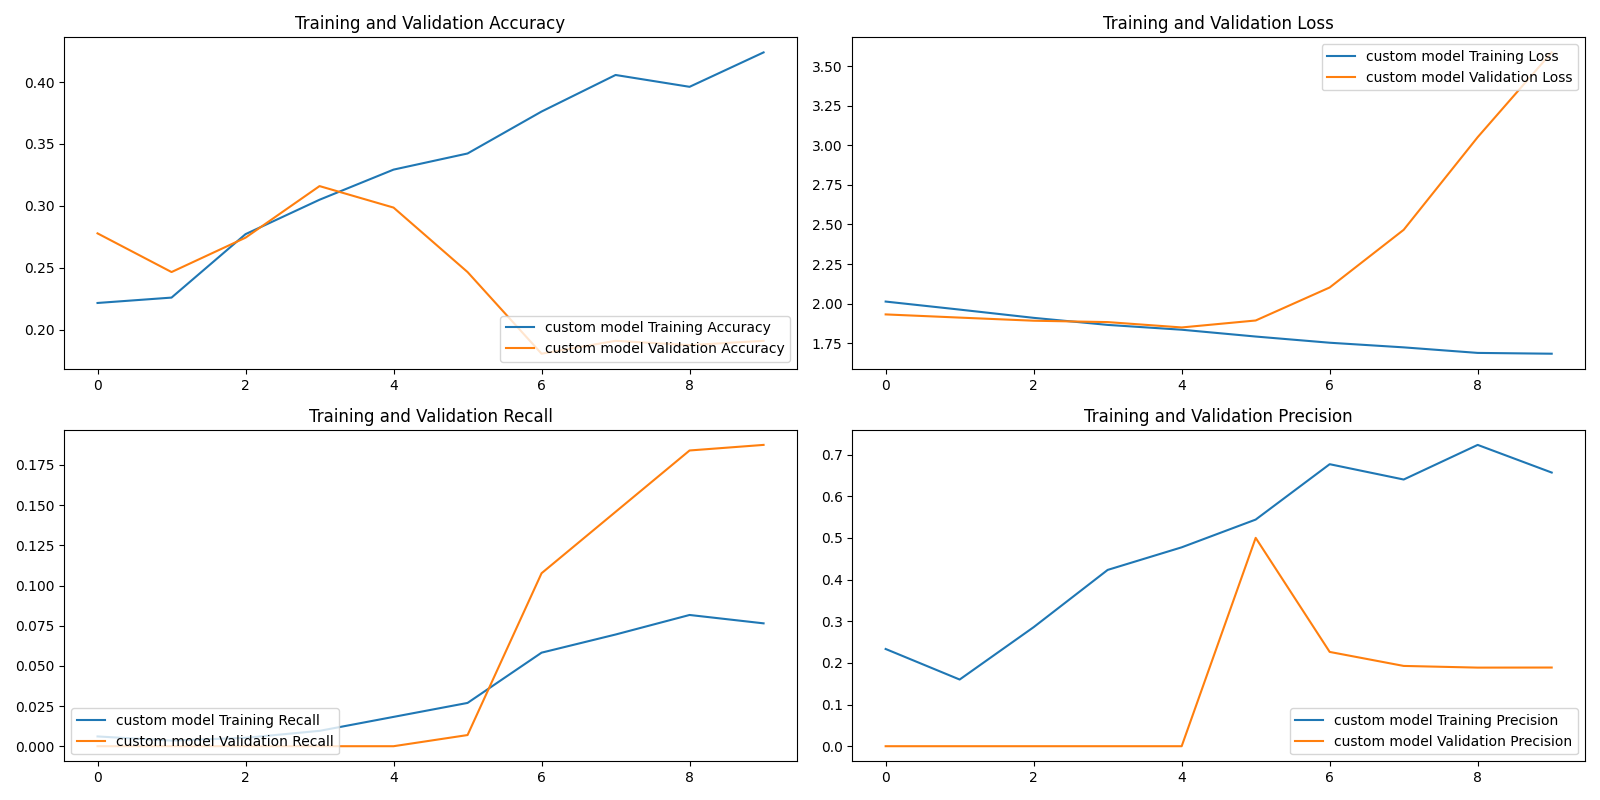 Training and Validation Accuracy
0.40
0.35
0.30
0.25
0.20
custom model Training Accuracy
custom model Validation Accuracy
0 2 4 6 8
Training and Validation Loss
custom model Training Loss
custom model Validation Loss
3.50
3.25
3.00
2.75
2.50
2.25
2.00
1.75
0 2 4 6 8
Training and Validation Recall
0.175
0.150
0.125
0.100
0.075
0.050
0.025
0.000
custom model Training Recall
custom model Validation Recall
0 2 4 6 8
Training and Validation Precision
0.7
0.6
0.5
0.4
0.3
0.2
0.1
0.0
custom model Training Precision
custom model Validation Precision
0 2 4 6 8